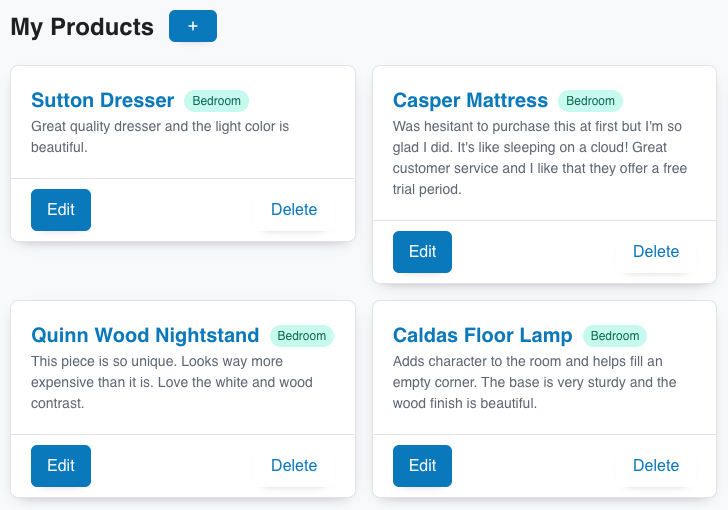 My Products +
Sutton Dresser Bedroom
Great quality dresser and the light color is
beautiful.
Edit Delete
Casper Mattress Bedroom
Was hesitant to purchase this at first but I'm so
glad I did. It's like sleeping on a cloud! Great
customer service and I like that they offer a free
trial period.
Edit Delete
Quinn Wood Nightstand Bedroom
This piece is so unique. Looks way more
expensive than it is. Love the white and wood
contrast.
Edit Delete
Caldas Floor Lamp Bedroom
Adds character to the room and helps fill an
empty corner. The base is very sturdy and the
wood finish is beautiful.
Edit Delete